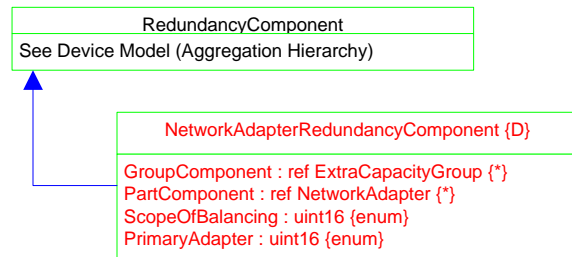 RedundancyComponent
See Device Model (Aggregation Hierarchy)
NetworkAdapterRedundancyComponent {D}
GroupComponent : ref ExtraCapacityGroup {*}
PartComponent : ref NetworkAdapter {*}
ScopeOfBalancing : uint16 {enum}
PrimaryAdapter : uint16 {enum}